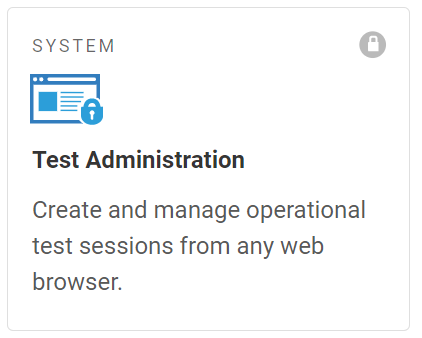 SYSTEM
Test Administration
Create and manage operational
test sessions from any web
browser.